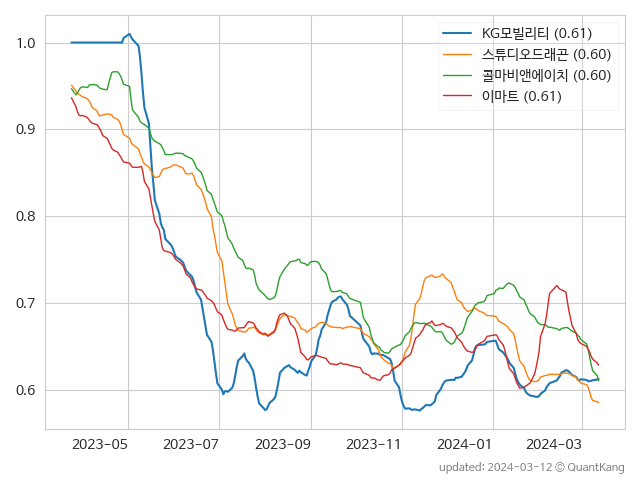 KG모빌리티 (0.61)
스튜디오드래곤 (0.60)
콜마비앤에이치 (0.60)
이마트 (0.61)
1.0
0.9
0.8
0.7
0.6
2023-05 2023-07 2023-09 2023-11 2024-01 2024-03
updated: 2024-03-12 © QuantKang